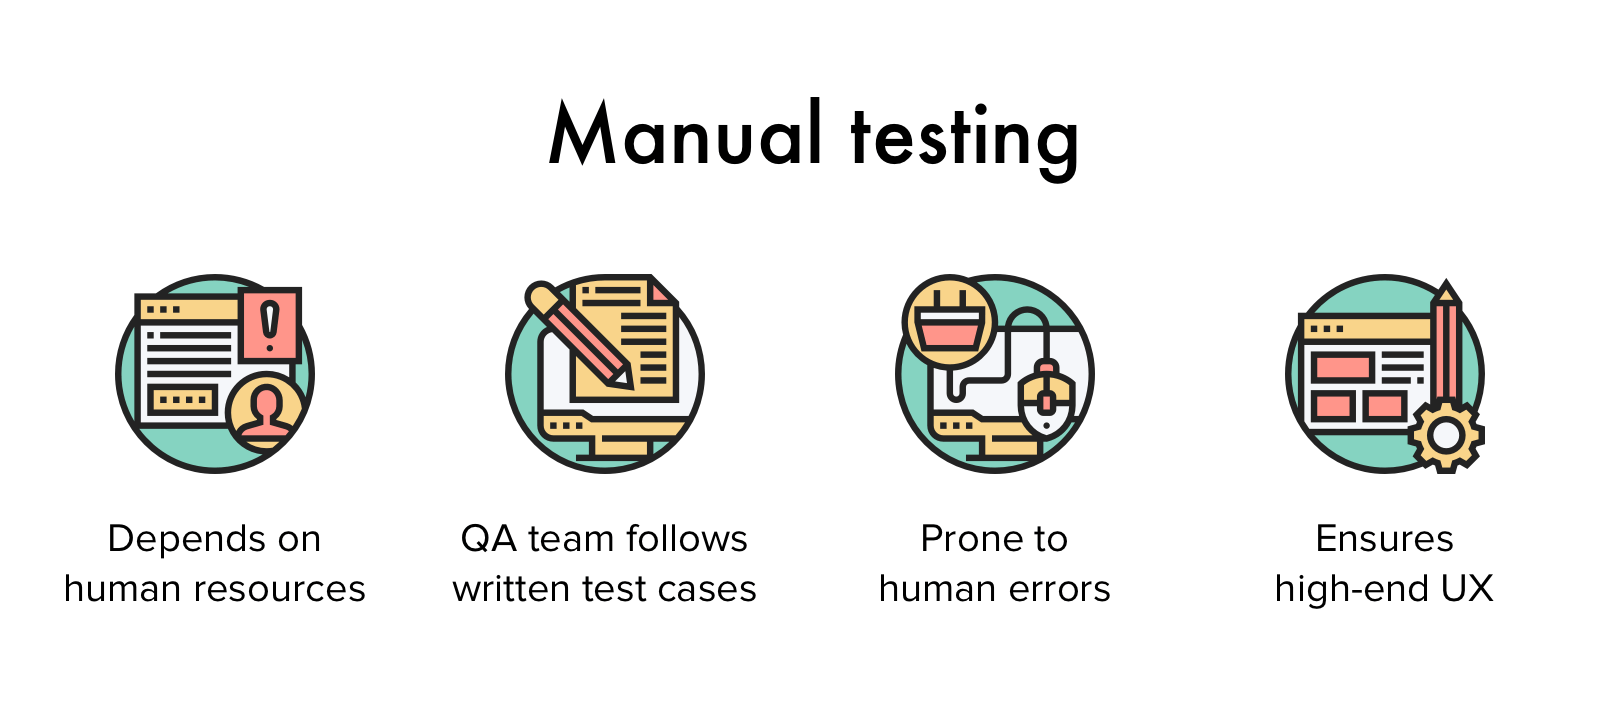 Manual testing
Depends on
human resources
QA team follows
written test cases
Prone to
human errors
Ensures
high-end UX